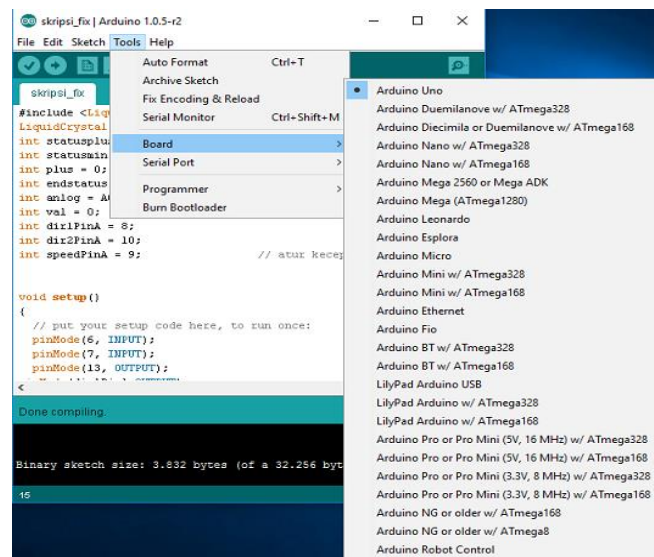 skripsi_fix | Arduino 1.0.5-r2
File Edit Sketch Tools Help
Auto Format Ctrl+T
Archive Sketch
Fix Encoding & Reload
Serial Monitor Ctrl+Shift+M
Board
Serial Port
Programmer
Burn Bootloader
Arduino Uno
Arduino Duemilanove w/ ATmega328
Arduino Diecimila or Duemilanove w/ ATmega168
Arduino Nano w/ ATmega328
Arduino Nano w/ ATmega168
Arduino Mega 2560 or Mega ADK
Arduino Mega (ATmega1280)
Arduino Leonardo
Arduino Esplora
Arduino Micro
Arduino Mini w/ ATmega328
Arduino Mini w/ ATmega168
Arduino Ethernet
Arduino Fio
Arduino BT w/ ATmega328
Arduino BT w/ ATmega168
LilyPad Arduino USB
LilyPad Arduino w/ ATmega328
LilyPad Arduino w/ ATmega168
Arduino Pro or Pro Mini (5V, 16 MHz) w/ ATmega328
Arduino Pro or Pro Mini (5V, 16 MHz) w/ ATmega168
Arduino Pro or Pro Mini (3.3V, 8 MHz) w/ ATmega328
Arduino Pro or Pro Mini (3.3V, 8 MHz) w/ ATmega168
Arduino NG or older w/ ATmega168
Arduino NG or older w/ ATmega8
Arduino Robot Control
skripsi_fix
#include <Liq
LiquidCrystal
int statusplu
int statusmin
int plus = 0;
int endstatus
int anlog = A
int val = 0;
int dir1PinA = 8;
int dir2PinA = 10;
int speedPinA = 9; // atur kecep
void setup()
{
// put your setup code here, to run once:
pinMode(6, INPUT);
pinMode(7, INPUT);
pinMode(13, OUTPUT);
Done compiling.
Binary sketch size: 3.832 bytes (of a 32.256 byt
15